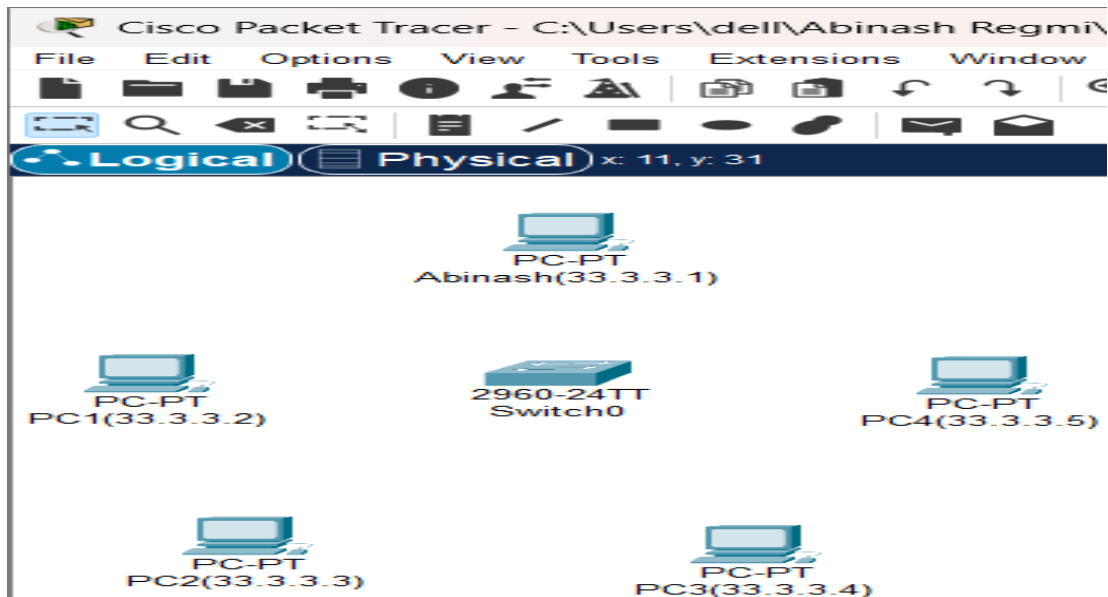 Cisco Packet Tracer - C:\Users\dell\Abinash Regmi\
File Edit Options View Tools Extensions Window
Logical Physical x: 11, y: 31
PC-PT
Abinash(33.3.3.1)
PC-PT
PC1(33.3.3.2)
2960-24TT
Switch0
PC-PT
PC4(33.3.3.5)
PC-PT
PC2(33.3.3.3)
PC-PT
PC3(33.3.3.4)